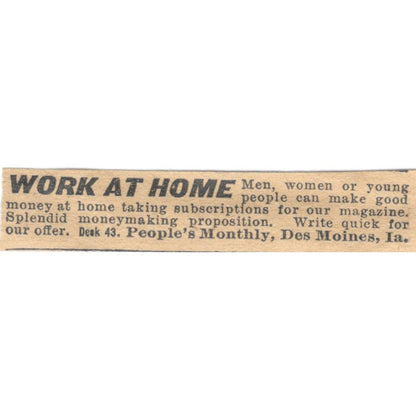 WORK AT HOME Men, women or young
people can make good
money at home taking subscriptions for our magazine.
Splendid moneymaking proposition. Write quick for
our offer. Desk 43. People's Monthly, Des Moines, Ia.